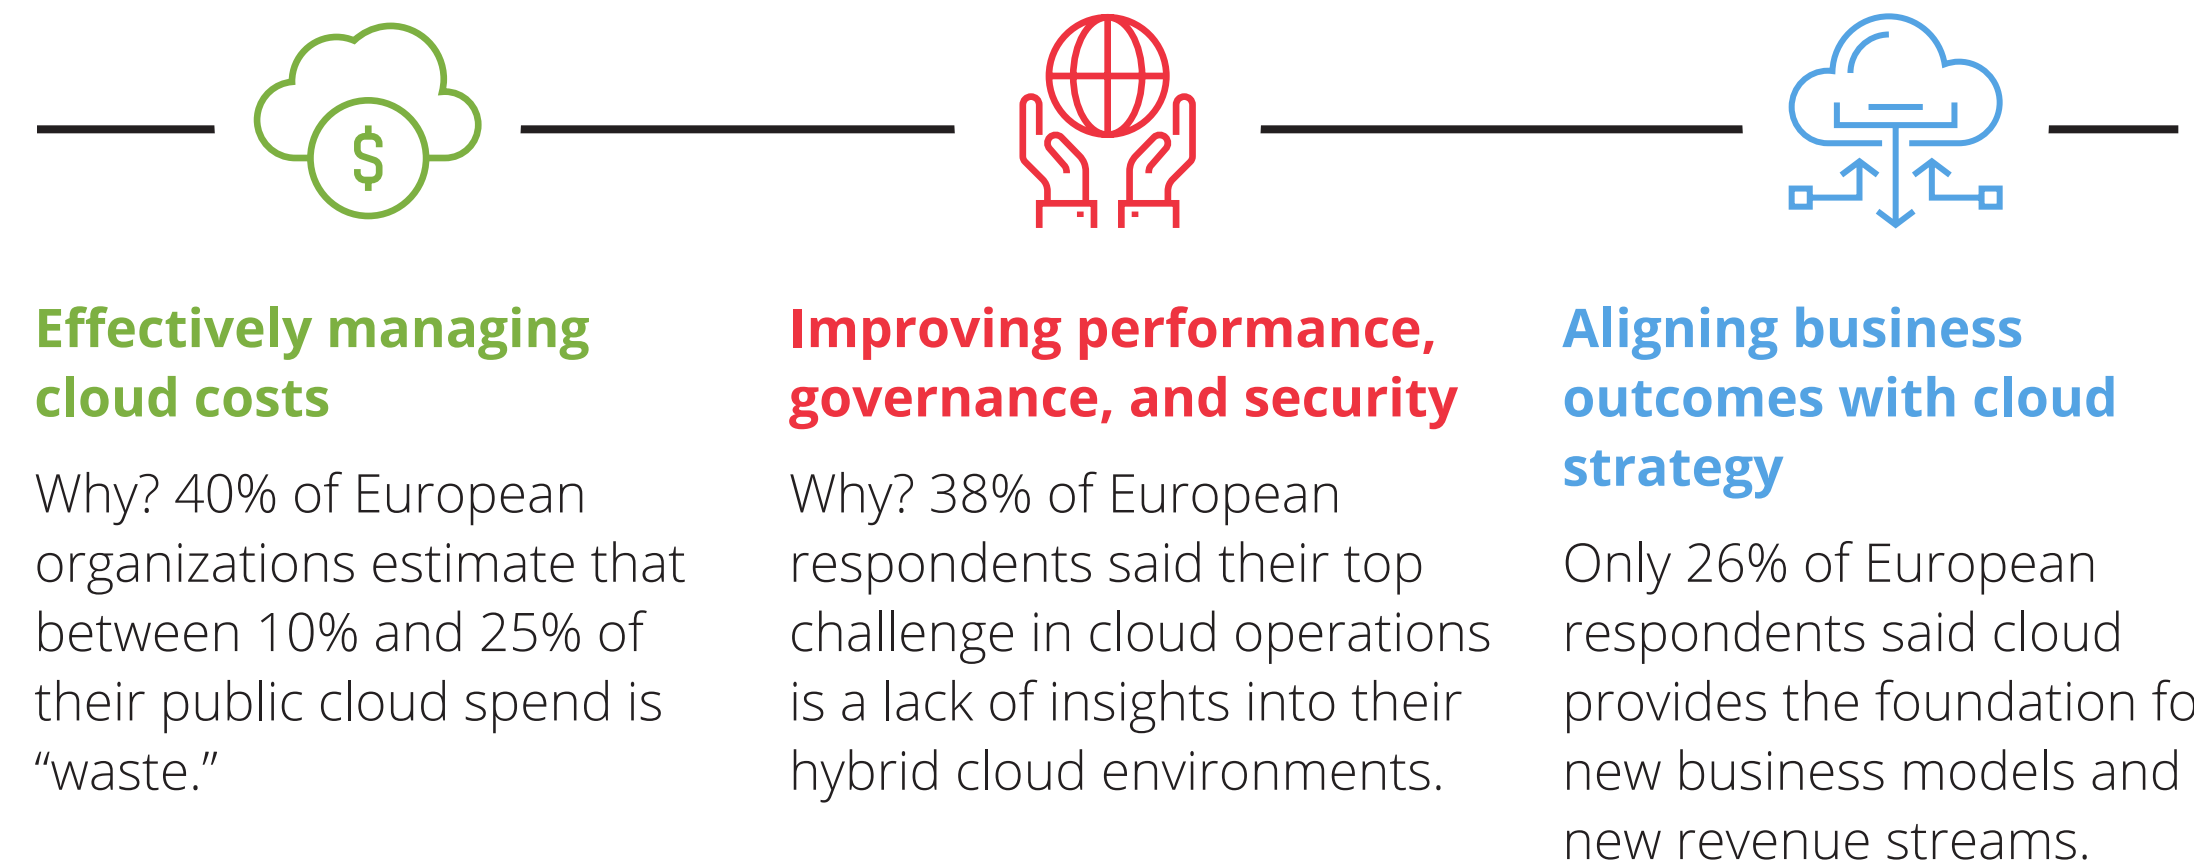 $
Effectively managing
cloud costs
Why? 40% of European
organizations estimate that
between 10% and 25% of
their public cloud spend is
“waste.”
Improving performance,
governance, and security
Why? 38% of European
respondents said their top
challenge in cloud operations
is a lack of insights into their
hybrid cloud environments.
Aligning business
outcomes with cloud
strategy
Only 26% of European
respondents said cloud
provides the foundation fo
new business models and
new revenue streams.